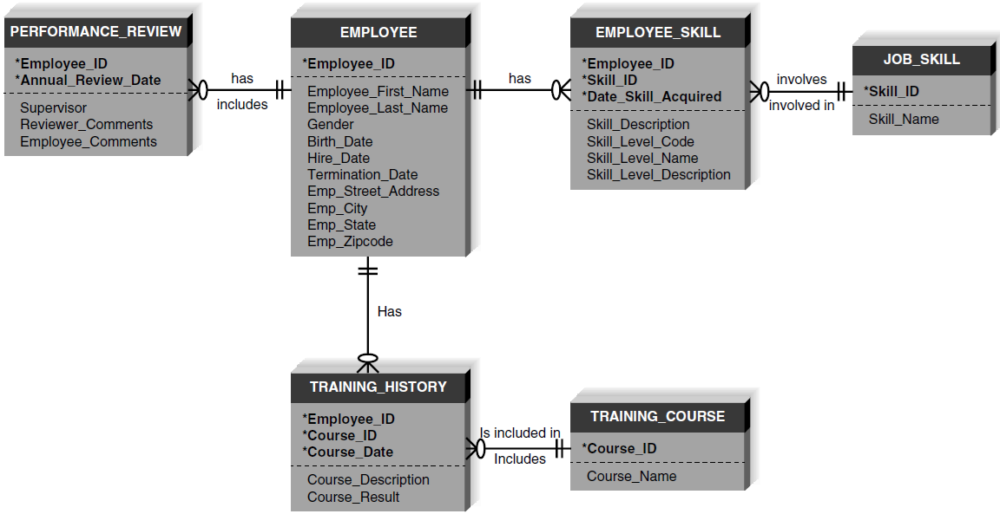 PERFORMANCE_REVIEW
*Employee_ID
*Annual_Review_Date
Supervisor
Reviewer_Comments
Employee_Comments
has
includes
EMPLOYEE
*Employee_ID
Employee_First_Name
Employee_Last_Name
Gender
Birth_Date
Hire_Date
Termination_Date
Emp_Street_Address
Emp_City
Emp_State
Emp_Zipcode
has
EMPLOYEE_SKILL
*Employee_ID
*Skill_ID
*Date_Skill_Acquired
Skill_Description
Skill_Level_Code
Skill_Level_Name
Skill_Level_Description
involves
involved in
JOB_SKILL
*Skill_ID
Skill_Name
Has
TRAINING_HISTORY
*Employee_ID
*Course_ID
*Course_Date
Course_Description
Course_Result
Is included in
Includes
TRAINING_COURSE
*Course_ID
Course_Name